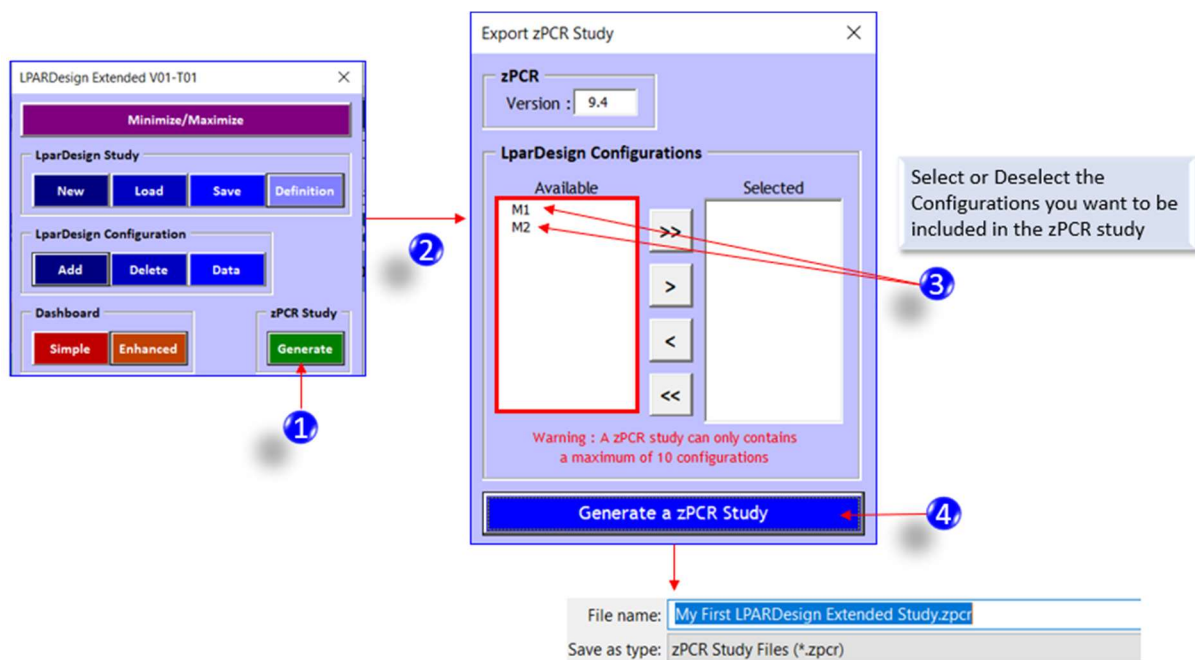 LPARDesign Extended V01-T01
Minimize/Maximize
LparDesign Study
New Load Save Definition
LparDesign Configuration
Add Delete Data
Dashboard zPCR Study
Simple Enhanced Generate
1
2
Export zPCR Study
zPCR
Version : 9.4
LparDesign Configurations
Available Selected
M1
M2
>>
>
<
<<
Warning : A zPCR study can only contains
a maximum of 10 configurations
Generate a zPCR Study
Select or Deselect the
Configurations you want to be
included in the zPCR study
3
4
File name: My First LPARDesign Extended Study.zpcr
Save as type: zPCR Study Files (*.zpcr)